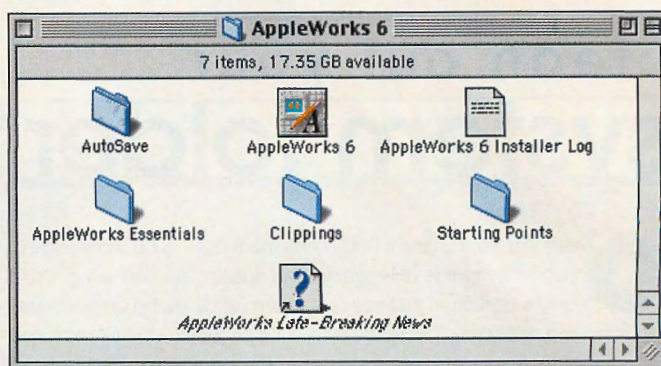 AppleWorks 6
7 items, 17.35 GB available
AutoSave
AppleWorks 6
AppleWorks 6 Installer Log
AppleWorks Essentials
Clippings
Starting Points
AppleWorks Late-Breaking News